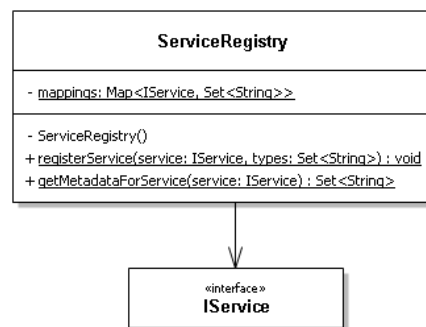 ServiceRegistry
- mappings: Map<IService, Set<String>>
- ServiceRegistry()
+ registerService(service: IService, types: Set<String>) : void
+ getMetadataForService(service: IService) : Set<String>
«interface»
IService